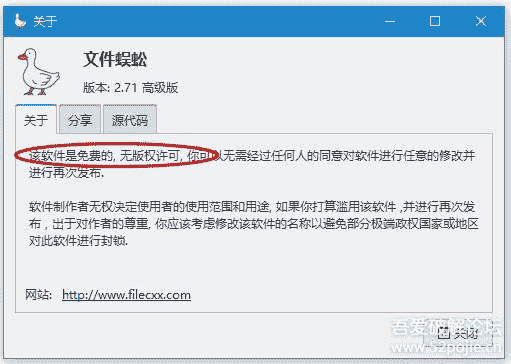 关于
文件蜈蚣
版本: 2.71 高级版
关于 分享 源代码
该软件是免费的, 无版权许可, 你可以无需经过任何人的同意对软件进行任意的修改并
进行再次发布.
软件制作者无权决定使用者的使用范围和用途, 如果你打算滥用该软件 ,并进行再次发
布 , 出于对作者的尊重, 你应该考虑修改该软件的名称以避免部分极端政权国家或地区
对此软件进行封锁.
网站: http://www.filecxx.com
吾爱破解论坛
关闭
www.52pojie.cn